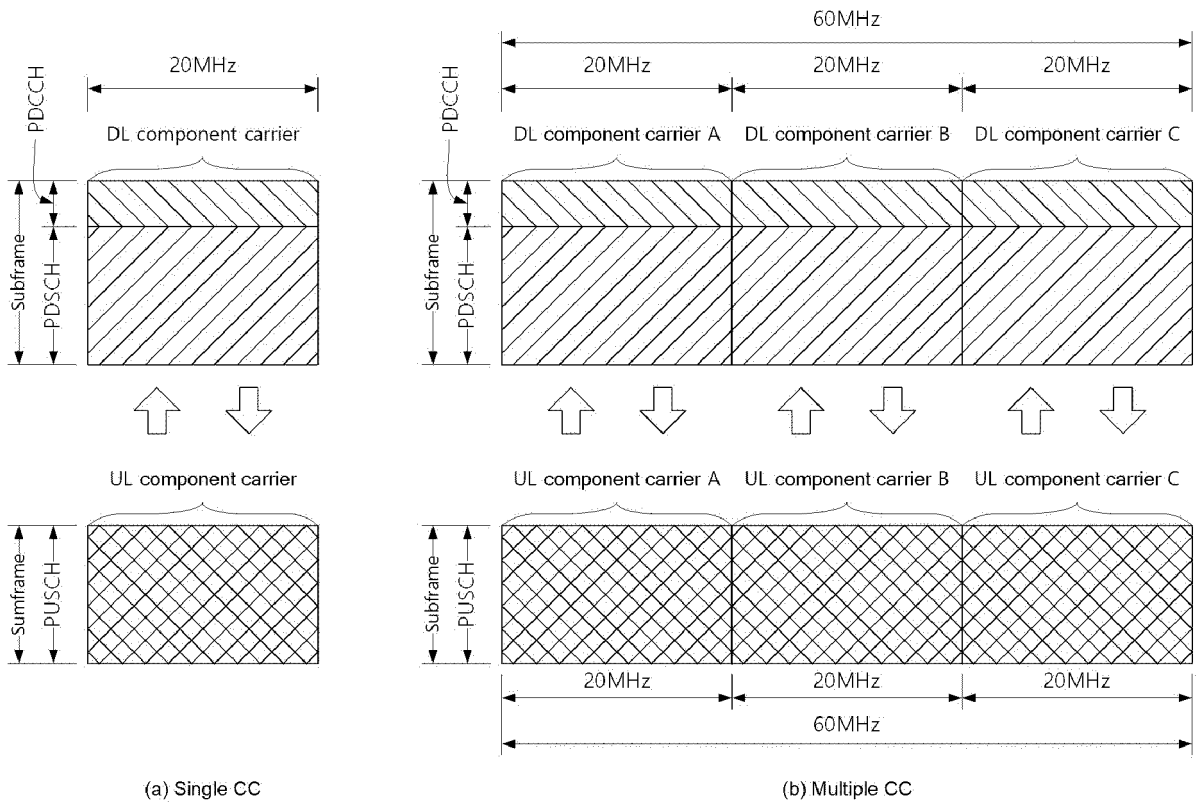 20MHz
PDCCH
DL component carrier
Subframe
PDSCH
UL component carrier
Sumframe
PUSCH
(a) Single CC
60MHz
20MHz 20MHz 20MHz
PDCCH
DL component carrier A DL component carrier B DL component carrier C
Subframe
PDSCH
UL component carrier A UL component carrier B UL component carrier C
Subframe
PUSCH
20MHz 20MHz 20MHz
60MHz
(b) Multiple CC